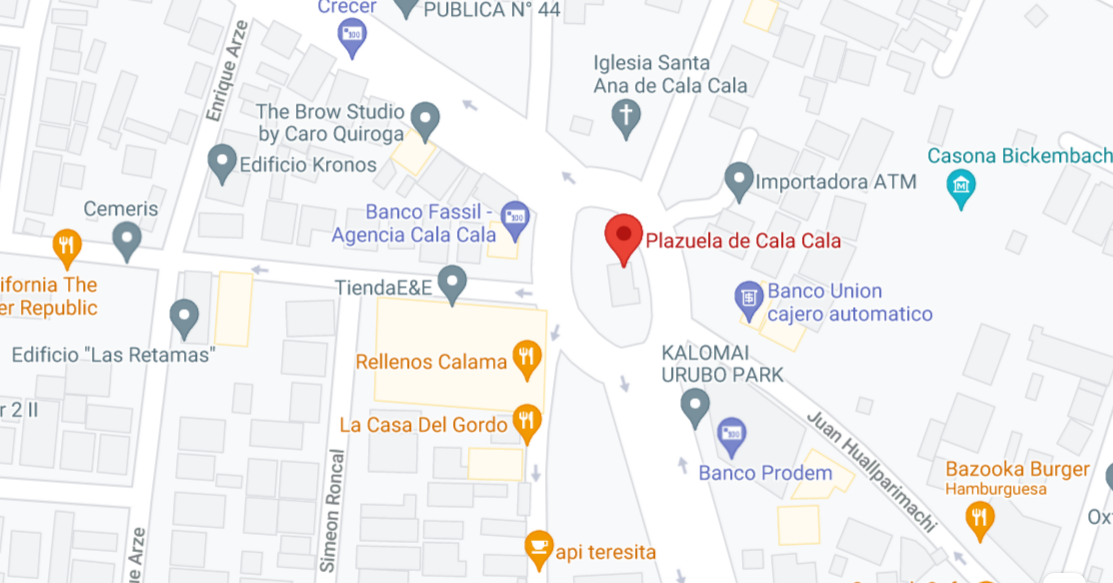 Crecer
PUBLICA N° 44
Enrique Arze
Iglesia Santa
Ana de Cala Cala
The Brow Studio
by Caro Quiroga
Edificio Kronos
Casona Bickembach
Importadora ATM
Cemeris
Banco Fassil -
Agencia Cala Cala
Plazuela de Cala Cala
ifornia The
er Republic
TiendaE&E
Banco Union
cajero automatico
Edificio "Las Retamas"
Rellenos Calama
KALOMAI
URUBO PARK
r 2 II
La Casa Del Gordo
Juan Huallparimachi
Banco Prodem
Bazooka Burger
Hamburguesa
Simeon Roncal
ue Arze
api teresita